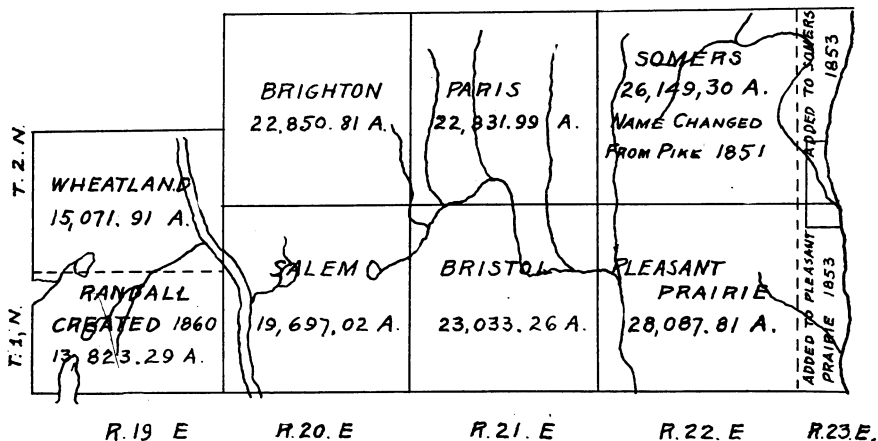 T. 2. N.
T. 1, N.
BRIGHTON
22,850.81 A.
PARIS
22,831.99 A.
SOMERS
26,149,30 A.
NAME CHANGED
FROM PIKE 1851
ADDED TO SOMERS
1853
WHEATLAND
15,071.91 A.
RANDALL
CREATED 1860
13,823.29 A.
SALEM
19,697,02 A.
BRISTOL
23,033.26 A.
PLEASANT
PRAIRIE
28,087.81 A.
ADDED TO PLEASANT
PRAIRIE 1853
R.19 E
R.20. E
R.21. E
R.22. E
R.23 E.